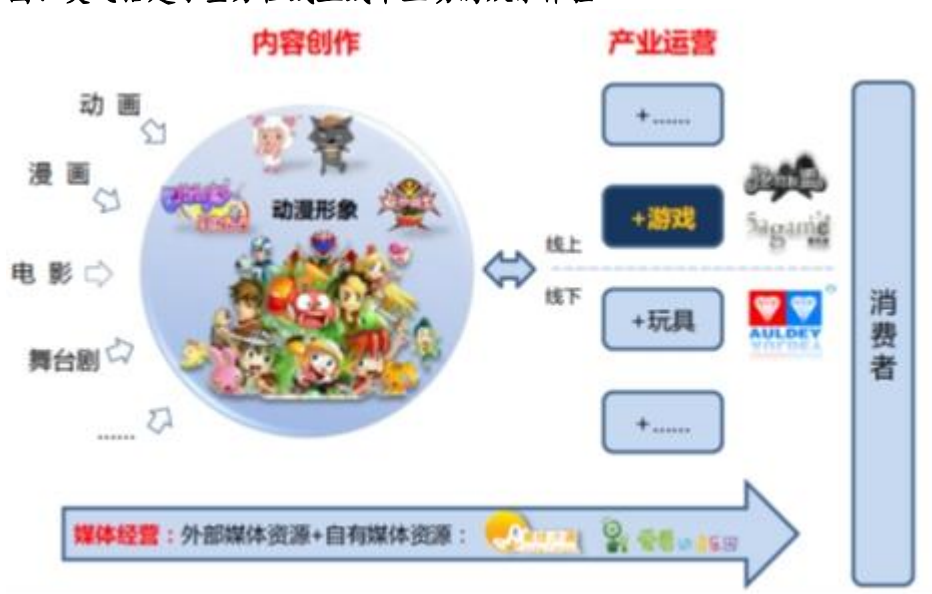 内容创作
产业运营
动 画
漫 画
电 影
舞台剧
......
动漫形象
+......
+游戏
线上
线下
+玩具
+......
5agame
AULDEY
消费者
媒体经营：外部媒体资源+自有媒体资源：